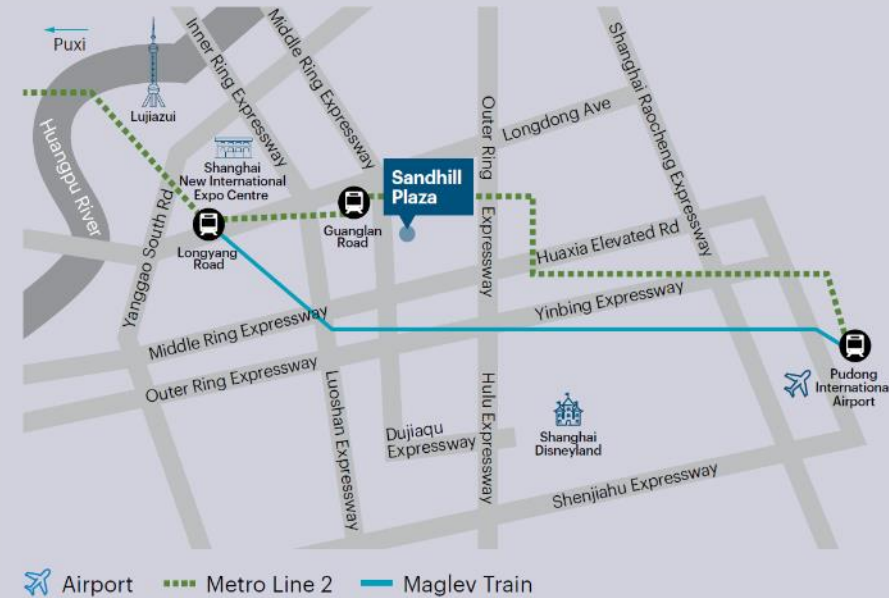 Puxi
Lujiazui
Huangpu River
Inner Ring Expressway
Middle Ring Expressway
Shanghai Raocheng Expressway
Outer Ring Expressway
Longdong Ave
Shanghai
New International
Expo Centre
Sandhill
Plaza
Guanglan
Road
Longyang
Road
Yanggao South Rd
Huaxia Elevated Rd
Yinbing Expressway
Middle Ring Expressway
Outer Ring Expressway
Luoshan Expressway
Dujiaqu
Expressway
Hulu Expressway
Shanghai
Disneyland
Shenjiahu Expressway
Pudong
International
Airport
Airport
Metro Line 2
Maglev Train